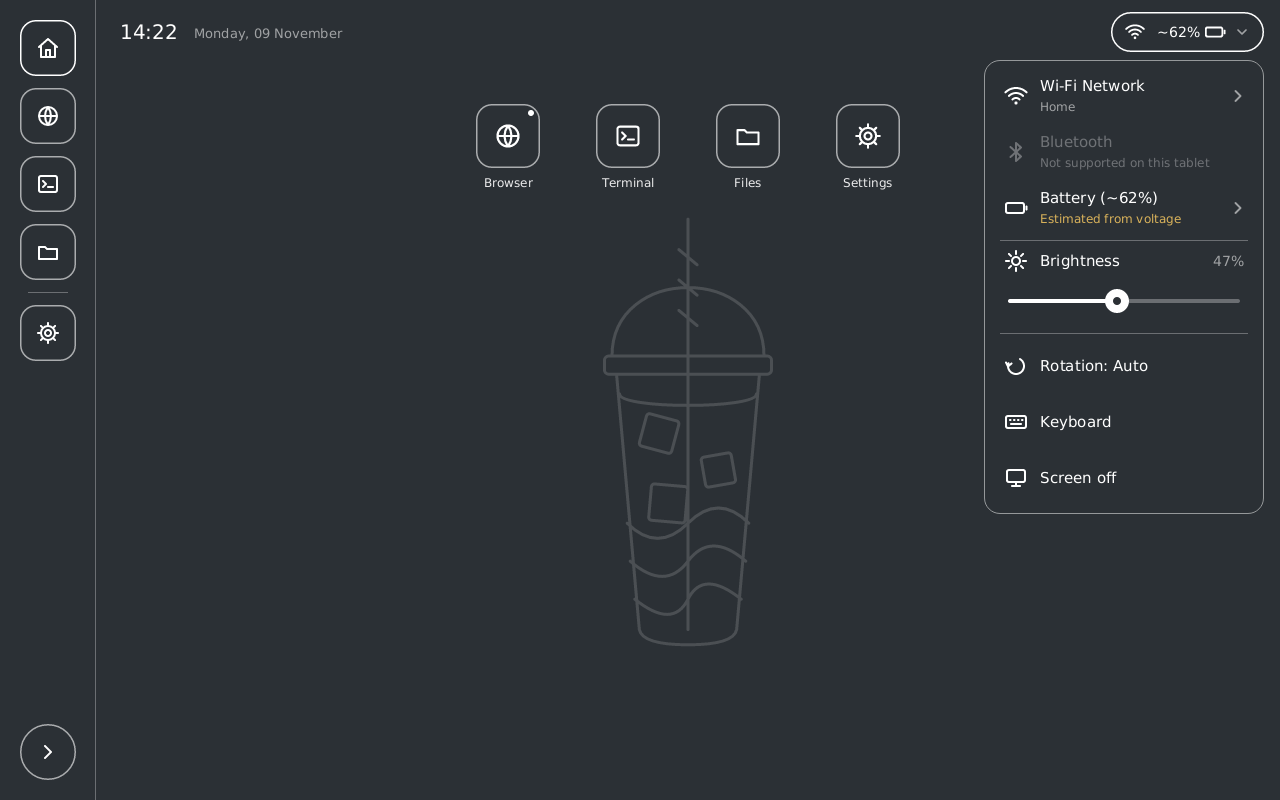 14:22 Monday, 09 November
~62%
Browser
Terminal
Files
Settings
Wi-Fi Network
Home
Bluetooth
Not supported on this tablet
Battery (~62%)
Estimated from voltage
Brightness 47%
Rotation: Auto
Keyboard
Screen off